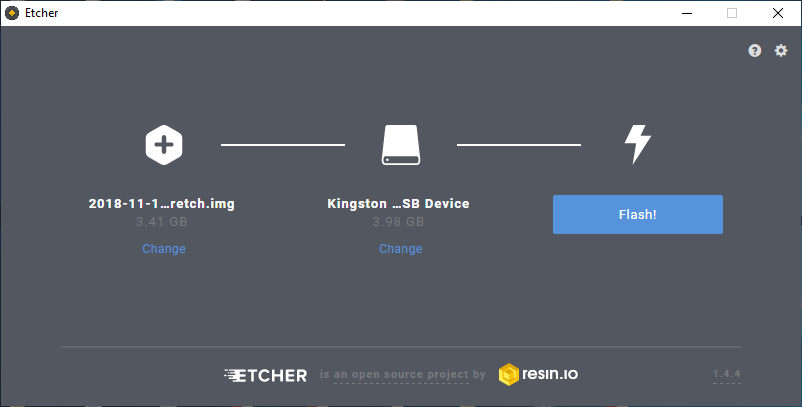 Etcher
2018-11-1...retch.img
3.41 GB
Change
Kingston ...SB Device
3.98 GB
Change
Flash!
ETCHER is an open source project by resin.io
1.4.4